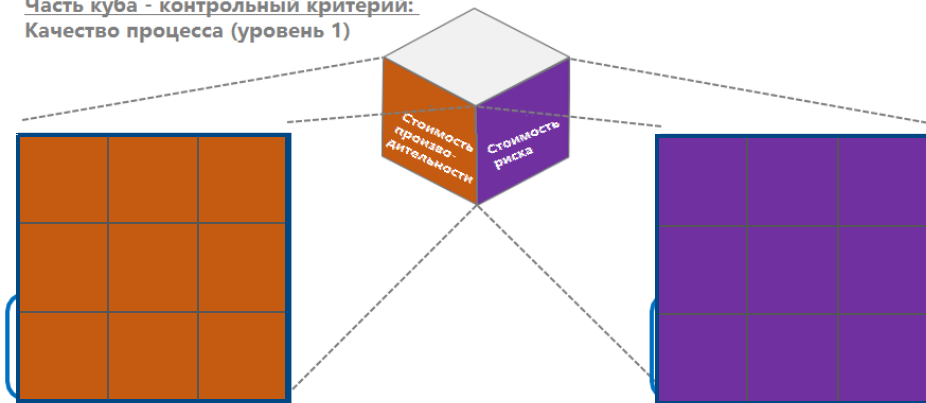 Часть куба - контрольный критерий:
Качество процесса (уровень 1)
Стоимость
произво-
дительности
Стоимость
риска